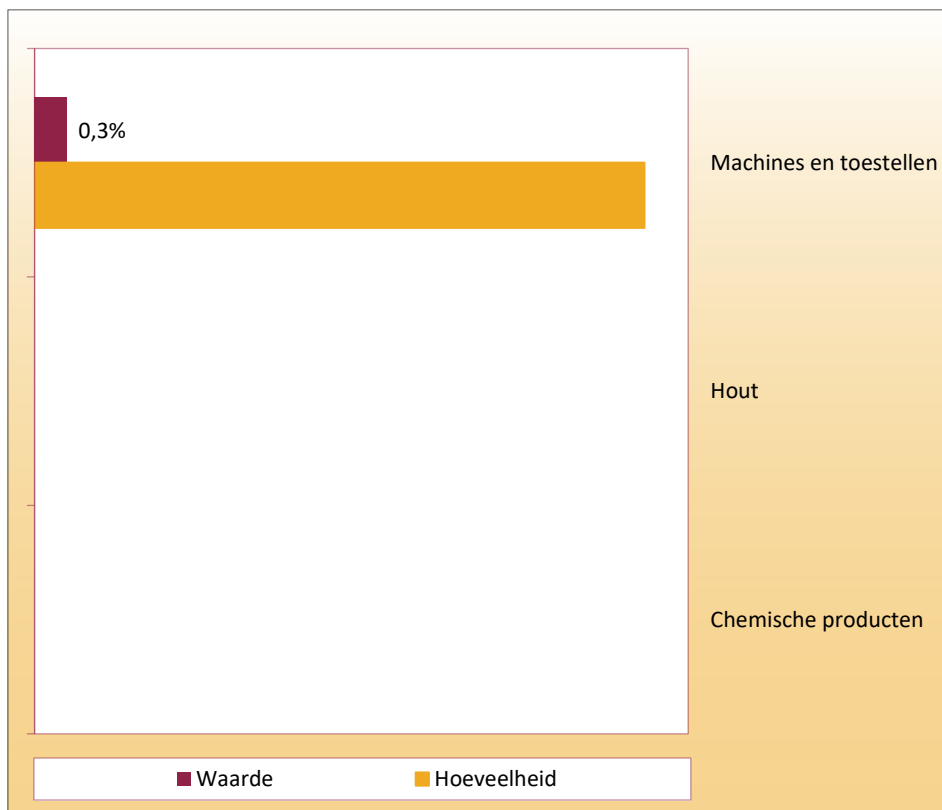 0,3%
Machines en toestellen
Hout
Chemische producten
Waarde
Hoeveelheid